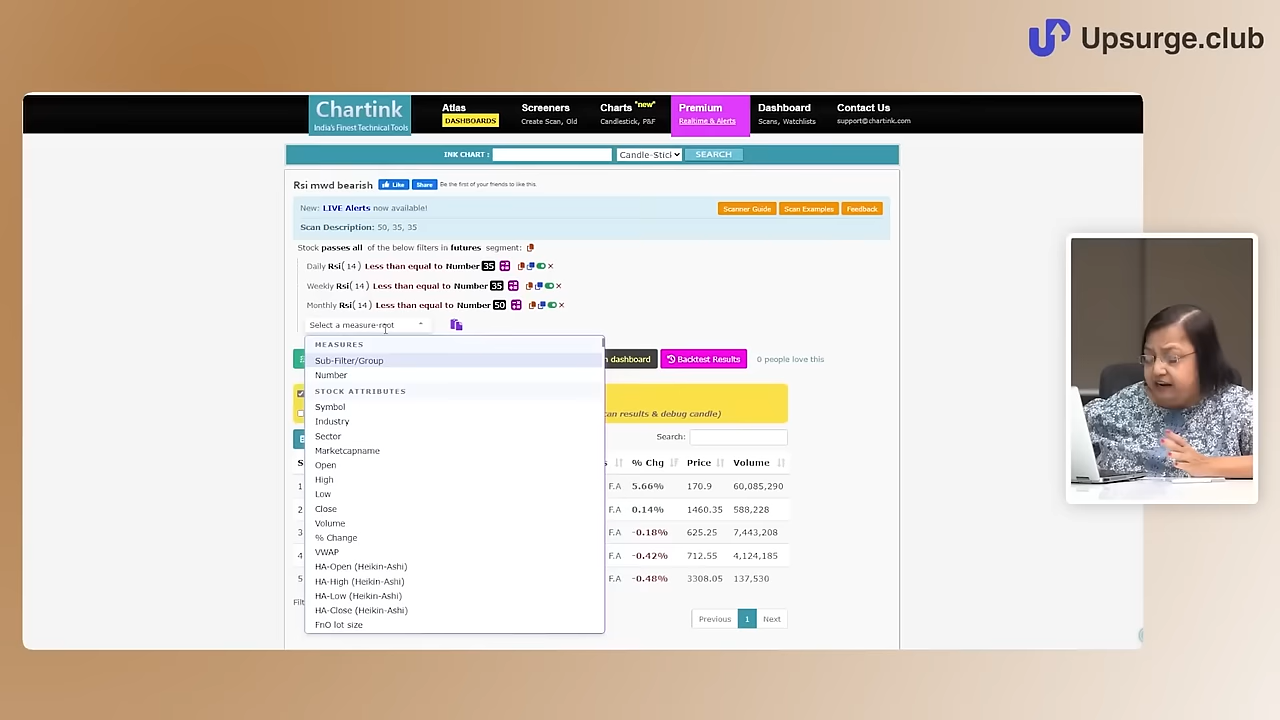 Upsurge.club
Chartink
India's Finest Technical Tools
Atlas
DASHBOARDS
Screeners
Create Scan, Old
Charts "new"
Candlestick, P&F
Premium
Realtime & Alerts
Dashboard
Scans, Watchlists
Contact Us
support@chartink.com
INK CHART :
Candle-Stick
SEARCH
Rsi mwd bearish Like Share Be the first of your friends to like this.
New: LIVE Alerts now available! Scanner Guide Scan Examples Feedback
Scan Description: 50, 35, 35
Stock passes all of the below filters in futures segment:
Daily Rsi( 14 ) Less than equal to Number 35
Weekly Rsi( 14 ) Less than equal to Number 35
Monthly Rsi( 14 ) Less than equal to Number 50
Select a measure-root
MEASURES
Sub-Filter/Group
Number
STOCK ATTRIBUTES
Symbol
Industry
Sector
Marketcapname
Open
High
Low
Close
Volume
% Change
VWAP
HA-Open (Heikin-Ashi)
HA-High (Heikin-Ashi)
HA-Low (Heikin-Ashi)
HA-Close (Heikin-Ashi)
FnO lot size
dashboard Backtest Results 0 people love this
results & debug candle)
Search:
% Chg Price Volume
1 F.A 5.66% 170.9 60,085,290
2 F.A 0.14% 1460.35 588,228
3 F.A -0.18% 625.25 7,443,208
4 F.A -0.42% 712.55 4,124,185
5 F.A -0.48% 3308.05 137,530
Previous 1 Next